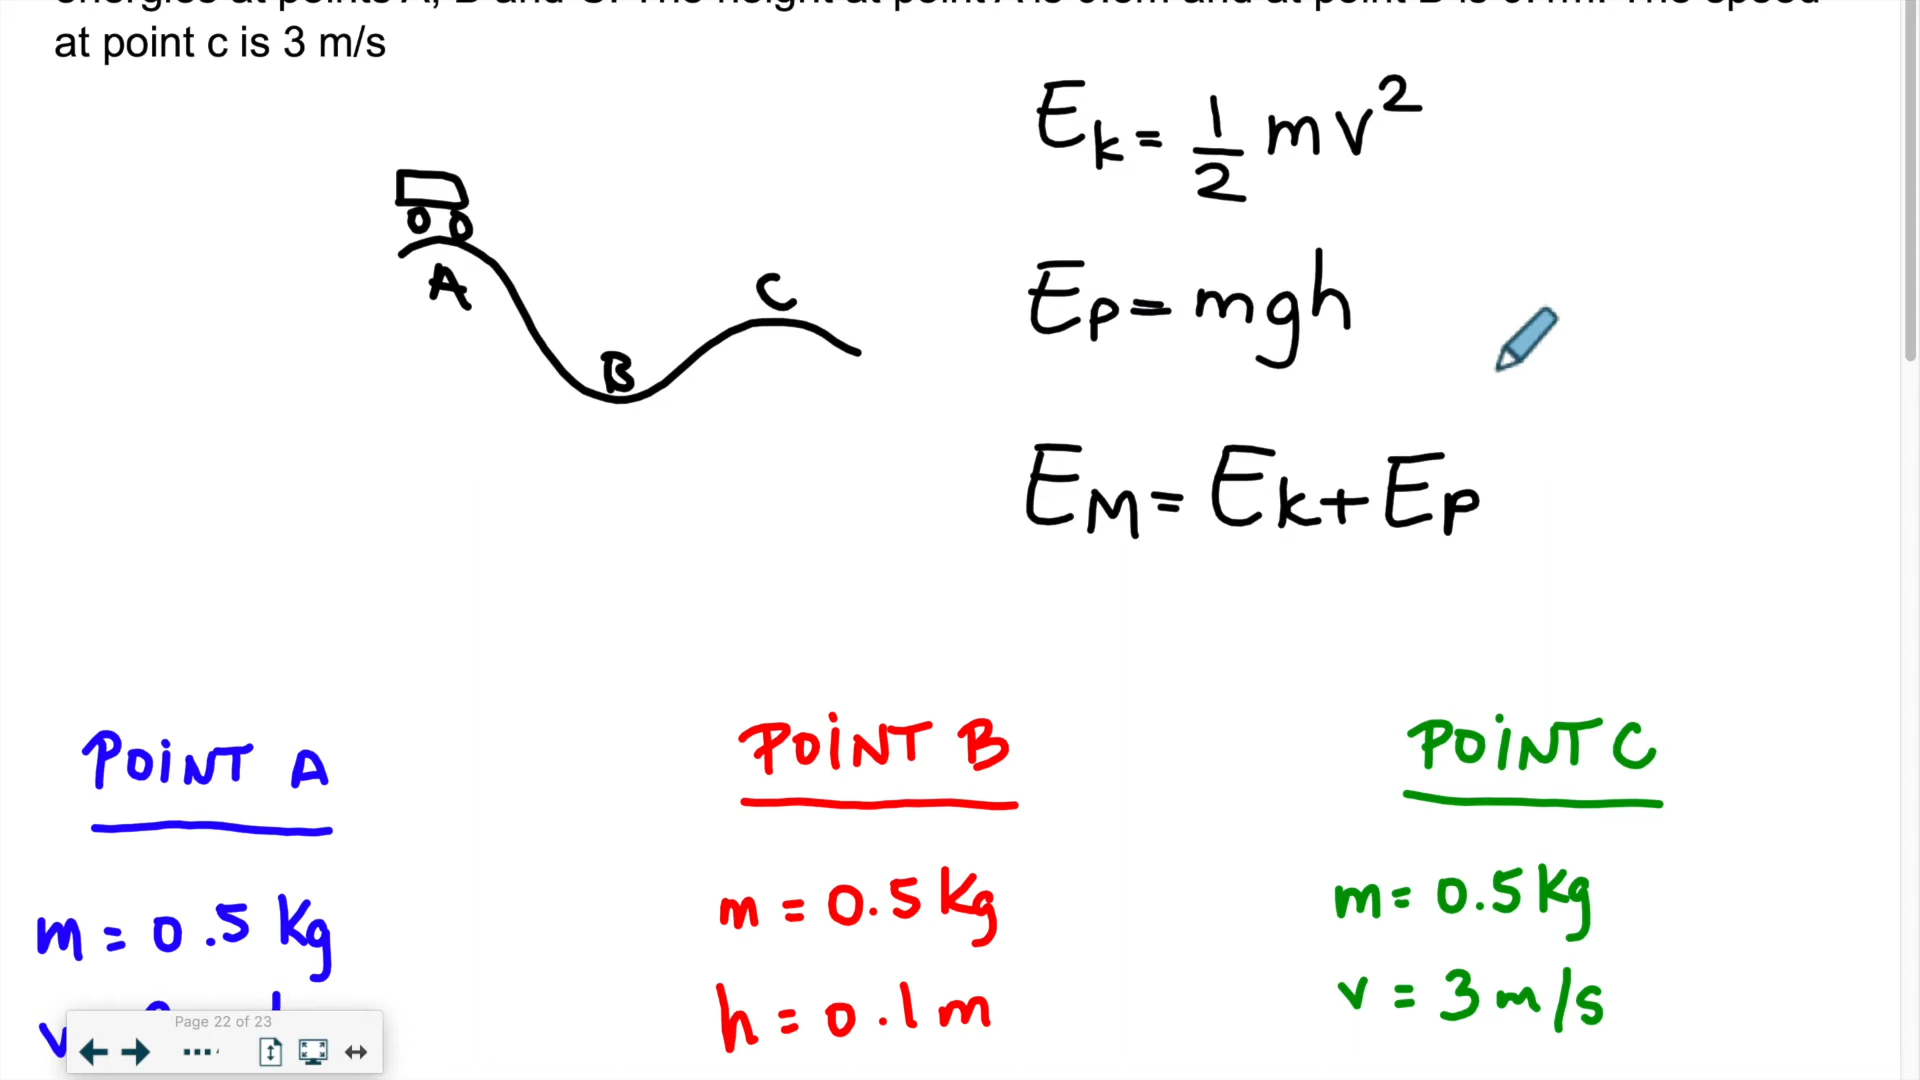 at point c is 3 m/s
Ek = 1/2 mv²
Ep = mgh
EM = Ek + Ep
A
B
C
POINT A
m = 0.5 Kg
v
POINT B
m = 0.5 Kg
h = 0.1 m
POINT C
m = 0.5 Kg
v = 3 m/s
Page 22 of 23